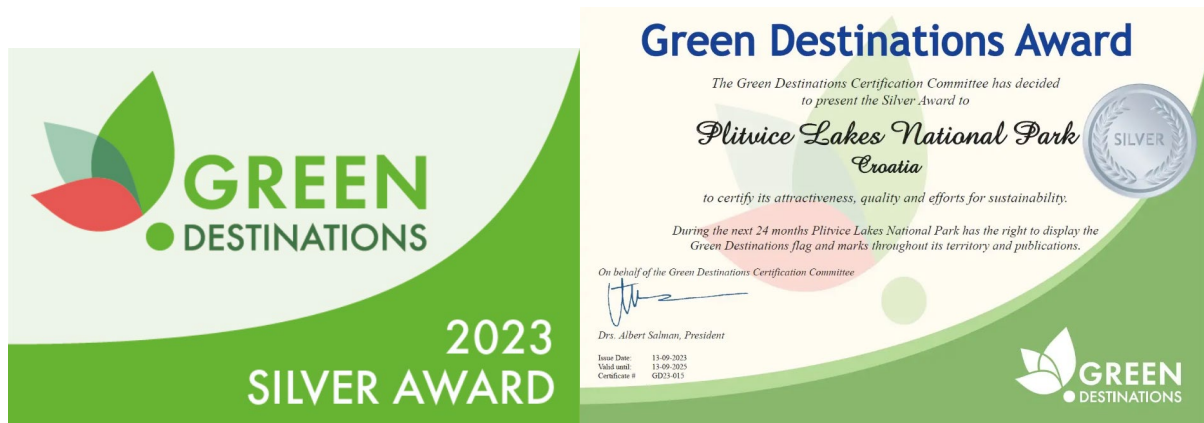 GREEN
DESTINATIONS
2023
SILVER AWARD
Green Destinations Award
The Green Destinations Certification Committee has decided
to present the Silver Award to
Plitvice Lakes National Park
Croatia
SILVER
to certify its attractiveness, quality and efforts for sustainability.
During the next 24 months Plitvice Lakes National Park has the right to display the
Green Destinations flag and marks throughout its territory and publications.
On behalf of the Green Destinations Certification Committee
Drs. Albert Salman, President
Issue Date: 13-09-2023
Valid until: 13-09-2025
Certificate # GD23-015
GREEN
DESTINATIONS